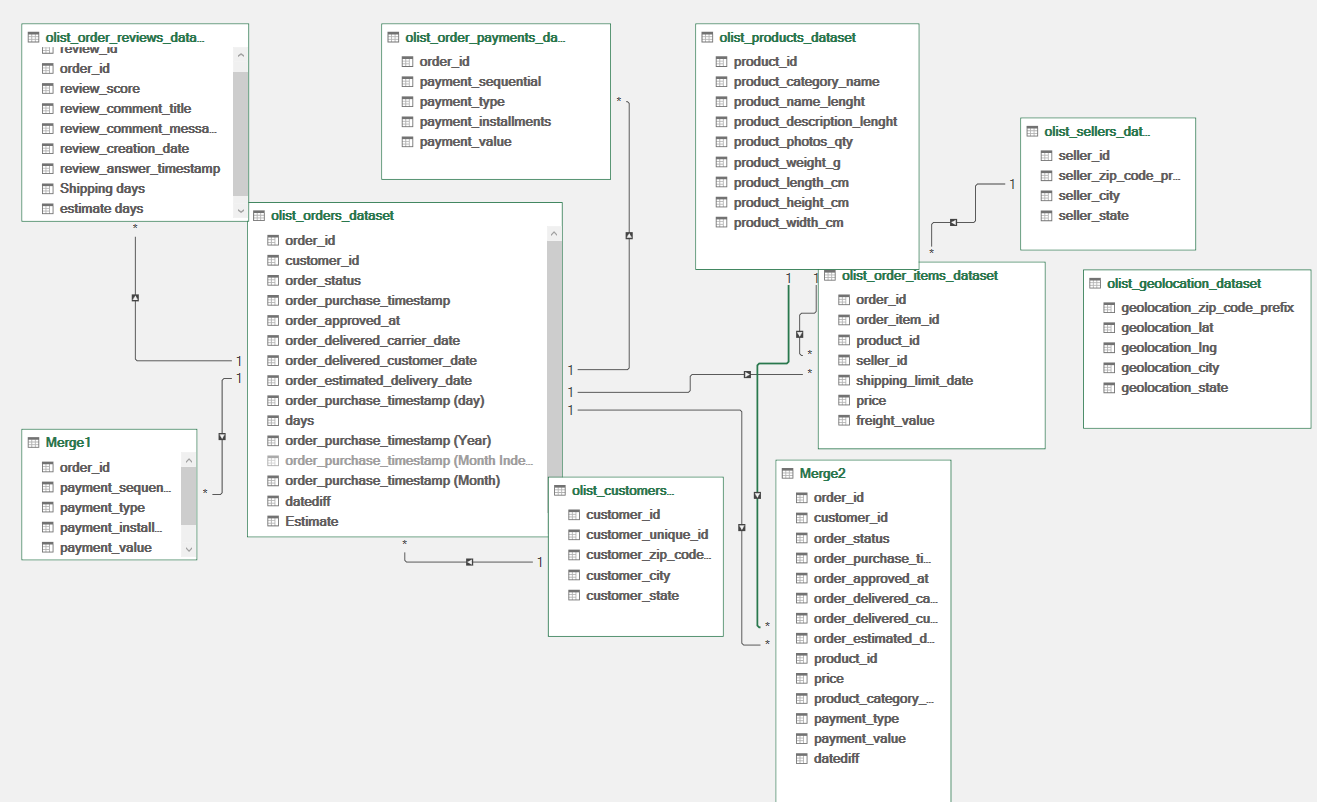 olist_order_reviews_data...
review_id
order_id
review_score
review_comment_title
review_comment_messa...
review_creation_date
review_answer_timestamp
Shipping days
estimate days
olist_order_payments_da...
order_id
payment_sequential
payment_type
payment_installments
payment_value
olist_products_dataset
product_id
product_category_name
product_name_lenght
product_description_lenght
product_photos_qty
product_weight_g
product_length_cm
product_height_cm
product_width_cm
olist_sellers_dat...
seller_id
seller_zip_code_pr...
seller_city
seller_state
olist_orders_dataset
order_id
customer_id
order_status
order_purchase_timestamp
order_approved_at
order_delivered_carrier_date
order_delivered_customer_date
order_estimated_delivery_date
order_purchase_timestamp (day)
days
order_purchase_timestamp (Year)
order_purchase_timestamp (Month Inde...
order_purchase_timestamp (Month)
datediff
Estimate
olist_order_items_dataset
order_id
order_item_id
product_id
seller_id
shipping_limit_date
price
freight_value
olist_geolocation_dataset
geolocation_zip_code_prefix
geolocation_lat
geolocation_lng
geolocation_city
geolocation_state
Merge1
order_id
payment_sequen...
payment_type
payment_install...
payment_value
olist_customers...
customer_id
customer_unique_id
customer_zip_code...
customer_city
customer_state
Merge2
order_id
customer_id
order_status
order_purchase_ti...
order_approved_at
order_delivered_ca...
order_delivered_cu...
order_estimated_d...
product_id
price
product_category_...
payment_type
payment_value
datediff
*
1
1
*
*
1
1
1
*
1
1
1
*
*
1
*
*
*